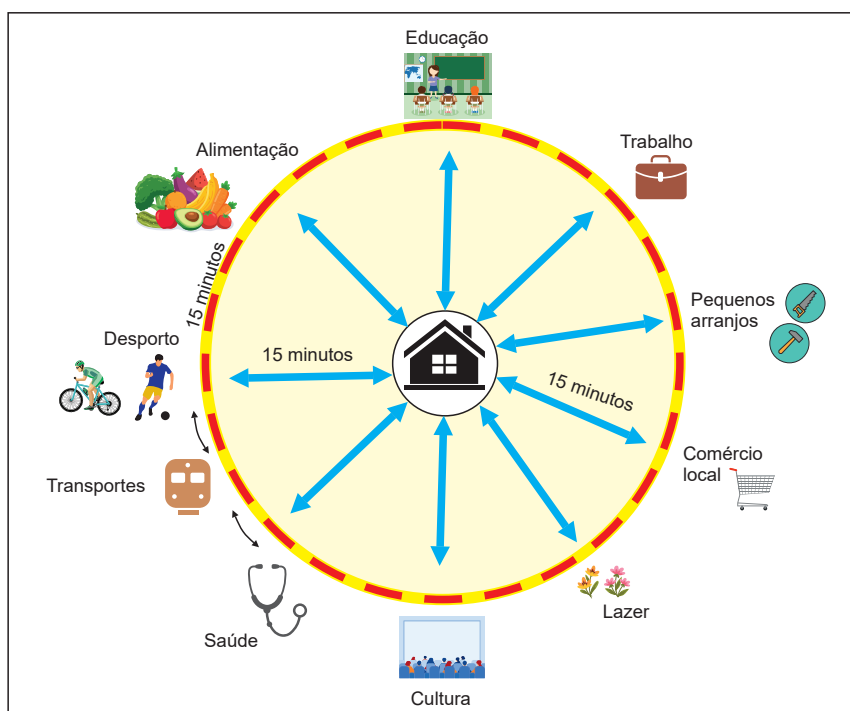 Educação
Trabalho
Alimentação
Pequenos
arranjos
15 minutos
Desporto
15 minutos
15 minutos
Comércio
local
Transportes
Lazer
Saúde
Cultura